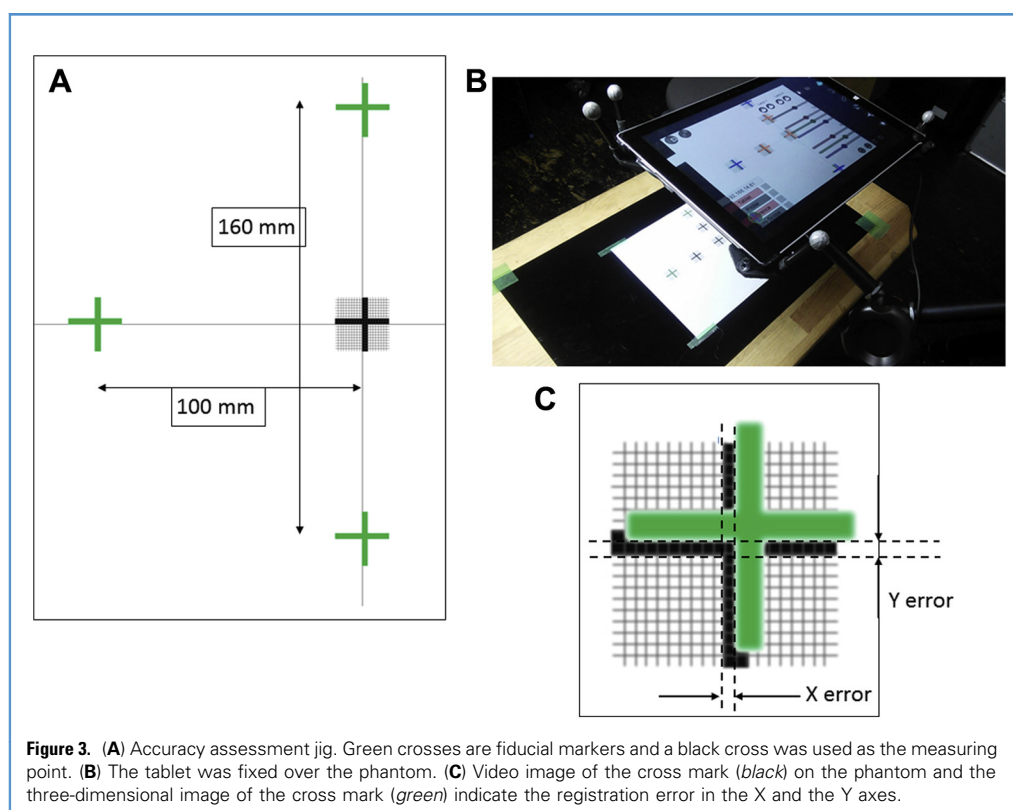 A
160 mm
100 mm
B
C
Y error
X error
Figure 3. (A) Accuracy assessment jig. Green crosses are fiducial markers and a black cross was used as the measuring
point. (B) The tablet was fixed over the phantom. (C) Video image of the cross mark (black) on the phantom and the
three-dimensional image of the cross mark (green) indicate the registration error in the X and the Y axes.